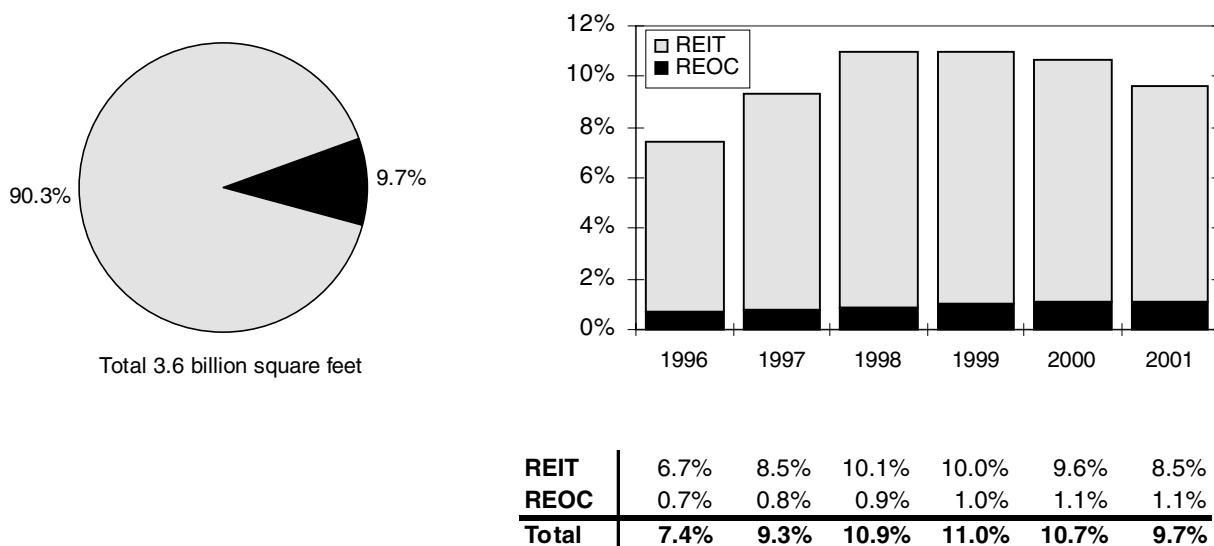 90.3%
9.7%
Total 3.6 billion square feet
12%
10%
8%
6%
4%
2%
0%
REIT
REOC
1996 1997 1998 1999 2000 2001
REIT 6.7% 8.5% 10.1% 10.0% 9.6% 8.5%
REOC 0.7% 0.8% 0.9% 1.0% 1.1% 1.1%
Total 7.4% 9.3% 10.9% 11.0% 10.7% 9.7%